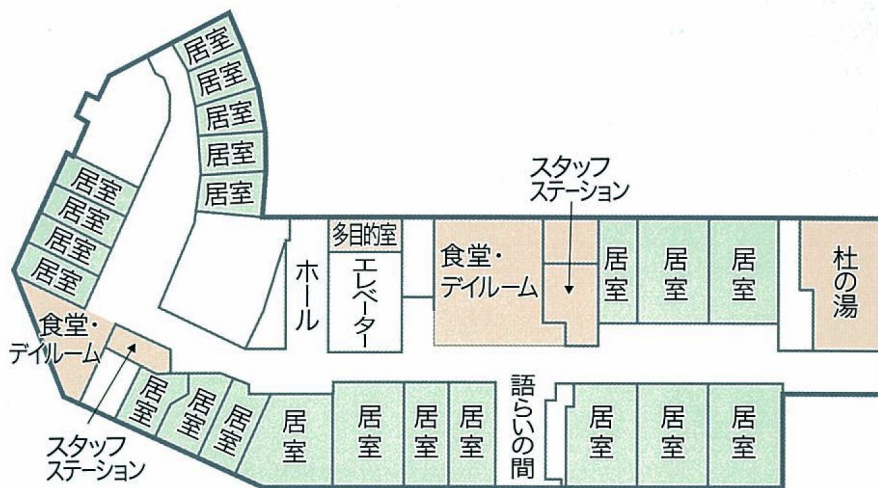 居室
居室
居室
居室
居室
居室
居室
居室
居室
スタッフ
ステーション
多目的室
ホール
エレベーター
食堂・
デイルーム
居室
居室
居室
杜の湯
食堂・
デイルーム
居室
居室
居室
居室
居室
居室
居室
語らいの間
居室
居室
居室
スタッフ
ステーション